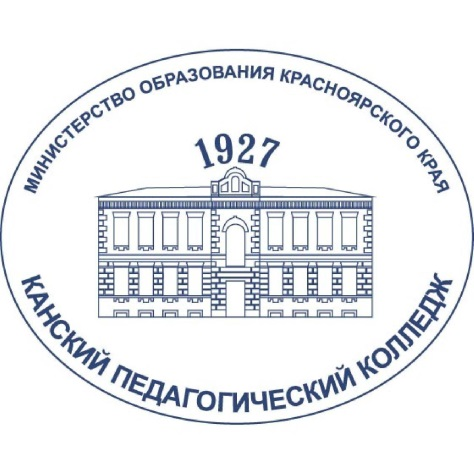 МИНИСТЕРСТВО ОБРАЗОВАНИЯ КРАСНОЯРСКОГО КРАЯ
1927
КАНСКИЙ ПЕДАГОГИЧЕСКИЙ КОЛЛЕДЖ